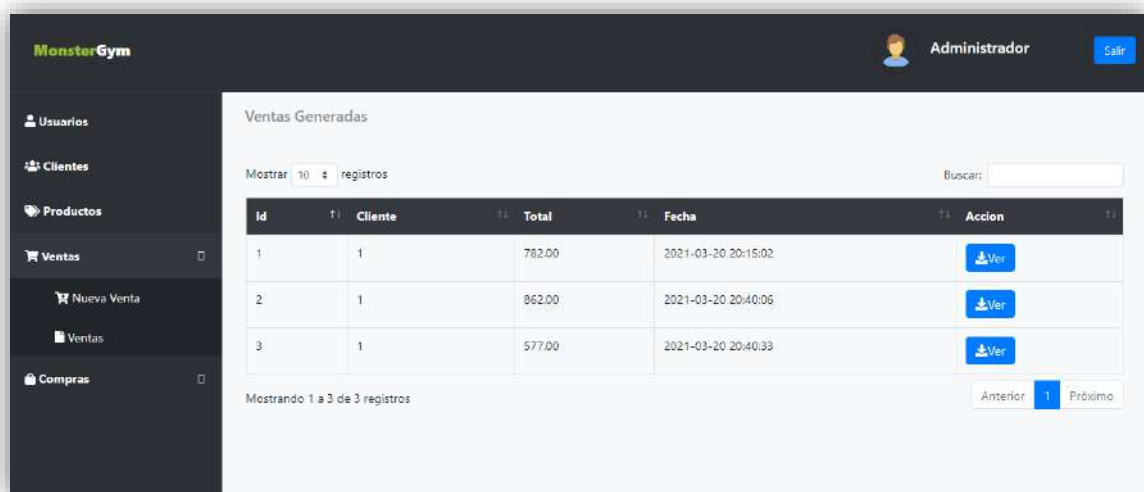 MonsterGym
Administrador
Salir
Usuarios
Clientes
Productos
Ventas
Nueva Venta
Ventas
Compras
Ventas Generadas
Mostrar 10 registros
Buscar:
Id Cliente Total Fecha Accion
1 1 782.00 2021-03-20 20:15:02 Ver
2 1 862.00 2021-03-20 20:40:06 Ver
3 1 577.00 2021-03-20 20:40:33 Ver
Mostrando 1 a 3 de 3 registros
Anterior 1 Próximo